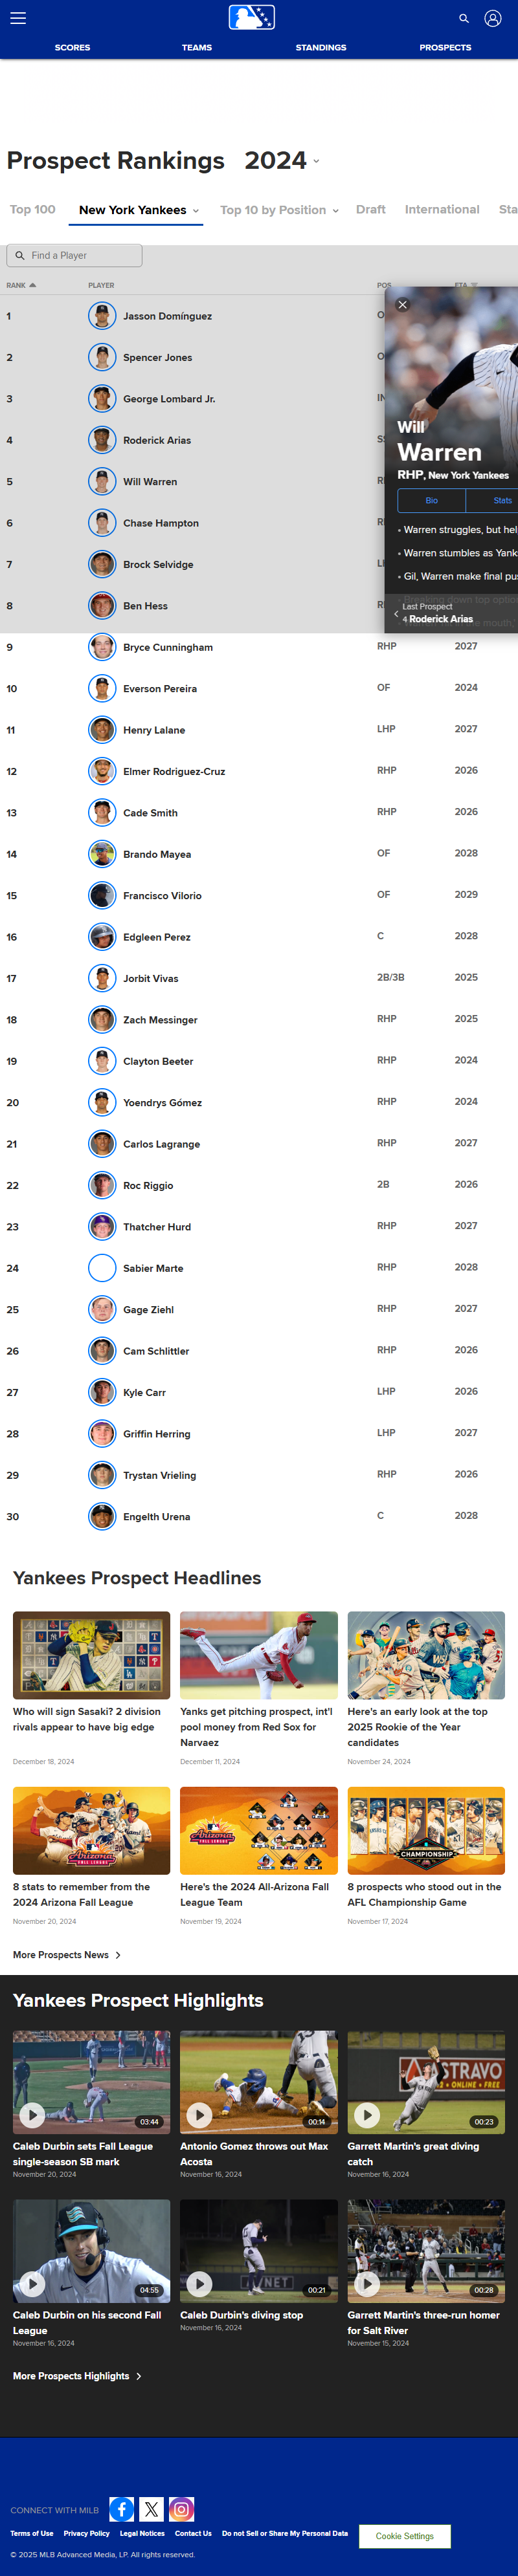 SCORES TEAMS STANDINGS PROSPECTS
Prospect Rankings 2024
Top 100 New York Yankees Top 10 by Position Draft International Sta
Find a Player
RANK PLAYER POS ETA
1 Jasson Domínguez O
2 Spencer Jones O
3 George Lombard Jr. IN
4 Roderick Arias SS
5 Will Warren R
6 Chase Hampton R
7 Brock Selvidge LI
8 Ben Hess R
Will
Warren
RHP, New York Yankees
Bio Stats
• Warren struggles, but hel
• Warren stumbles as Yank
• Gil, Warren make final pu
• Breaking down top optio
mouth,'
Last Prospect
4 Roderick Arias
9 Bryce Cunningham RHP 2027
10 Everson Pereira OF 2024
11 Henry Lalane LHP 2027
12 Elmer Rodriguez-Cruz RHP 2026
13 Cade Smith RHP 2026
14 Brando Mayea OF 2028
15 Francisco Vilorio OF 2029
16 Edgleen Perez C 2028
17 Jorbit Vivas 2B/3B 2025
18 Zach Messinger RHP 2025
19 Clayton Beeter RHP 2024
20 Yoendrys Gómez RHP 2024
21 Carlos Lagrange RHP 2027
22 Roc Riggio 2B 2026
23 Thatcher Hurd RHP 2027
24 Sabier Marte RHP 2028
25 Gage Ziehl RHP 2027
26 Cam Schlittler RHP 2026
27 Kyle Carr LHP 2026
28 Griffin Herring LHP 2027
29 Trystan Vrieling RHP 2026
30 Engelth Urena C 2028
Yankees Prospect Headlines
Who will sign Sasaki? 2 division
rivals appear to have big edge
December 18, 2024
Yanks get pitching prospect, int'l
pool money from Red Sox for
Narvaez
December 11, 2024
Here's an early look at the top
2025 Rookie of the Year
candidates
November 24, 2024
8 stats to remember from the
2024 Arizona Fall League
November 20, 2024
Arizona
Here's the 2024 All-Arizona Fall
League Team
November 19, 2024
CHAMPIONSHIP
8 prospects who stood out in the
AFL Championship Game
November 17, 2024
More Prospects News
Yankees Prospect Highlights
03:44
Caleb Durbin sets Fall League
single-season SB mark
November 20, 2024
00:14
Antonio Gomez throws out Max
Acosta
November 16, 2024
STRAVO
ONLINE • FREE
00:23
Garrett Martin's great diving
catch
November 16, 2024
04:55
Caleb Durbin on his second Fall
League
November 16, 2024
00:21
Caleb Durbin's diving stop
November 16, 2024
00:28
Garrett Martin's three-run homer
for Salt River
November 15, 2024
More Prospects Highlights
CONNECT WITH MILB
Terms of Use Privacy Policy Legal Notices Contact Us Do not Sell or Share My Personal Data
Cookie Settings
© 2025 MLB Advanced Media, LP. All rights reserved.